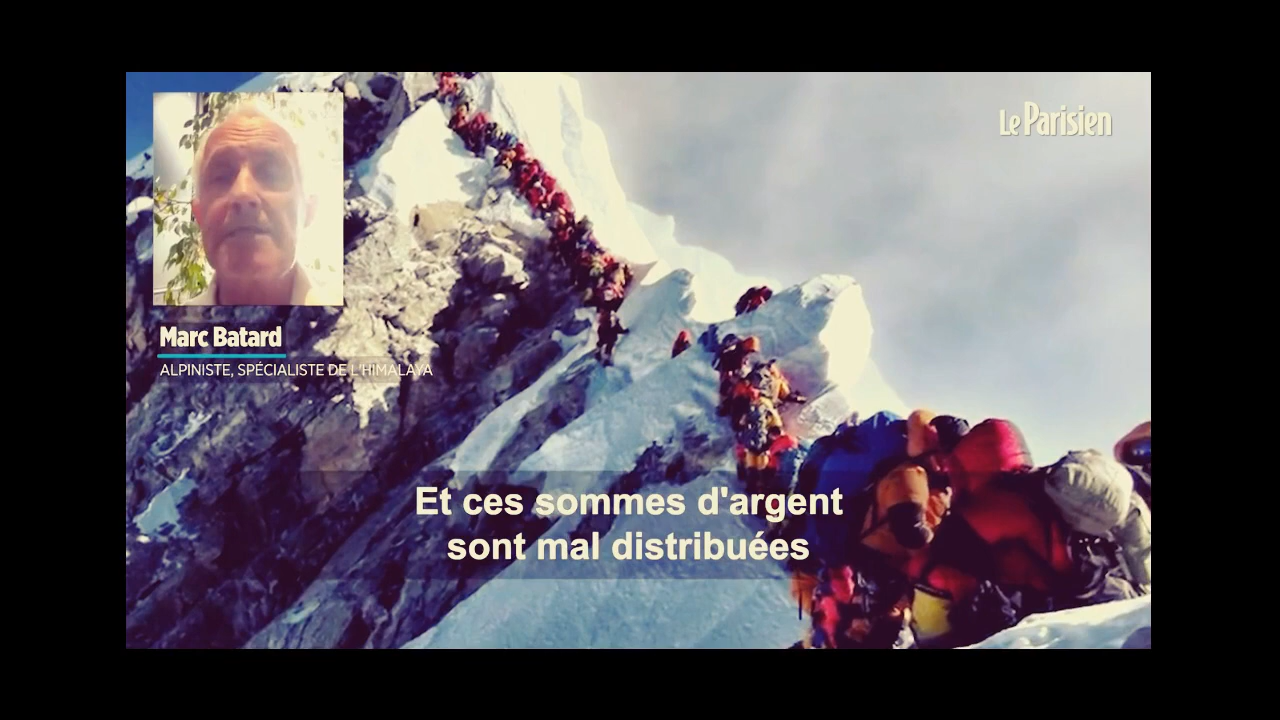 Le Parisien
Marc Batard
ALPINISTE, SPÉCIALISTE DE L'HIMALAYA
Et ces sommes d'argent
sont mal distribuées